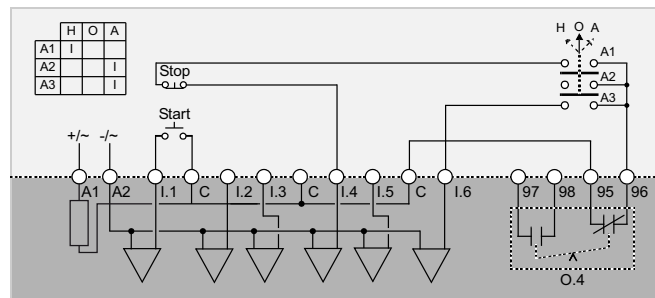 H O A
A1 I
A2 I
A3 I
H O A
A1
A2
A3
Stop
Start
+/~ -/~
A1 A2 I.1 C I.2 I.3 C I.4 I.5 C I.6 97 98 95 96
O.4